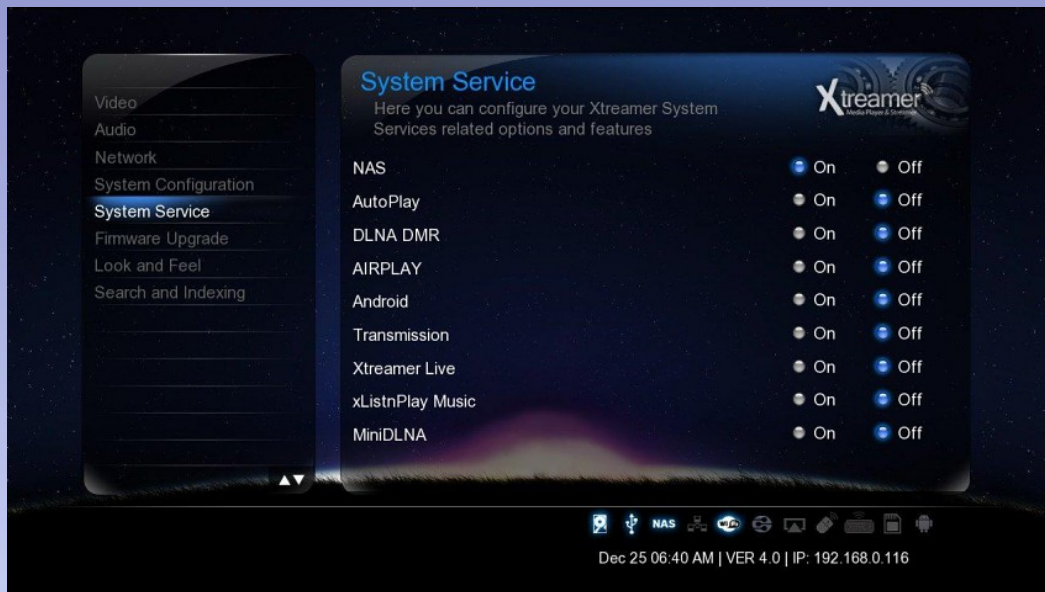 Video
Audio
Network
System Configuration
System Service
Firmware Upgrade
Look and Feel
Search and Indexing
System Service
Here you can configure your Xtreamer System
Services related options and features
Xtreamer
Media Player & Streamer
NAS On Off
AutoPlay On Off
DLNA DMR On Off
AIRPLAY On Off
Android On Off
Transmission On Off
Xtreamer Live On Off
xListnPlay Music On Off
MiniDLNA On Off
NAS
Dec 25 06:40 AM | VER 4.0 | IP: 192.168.0.116